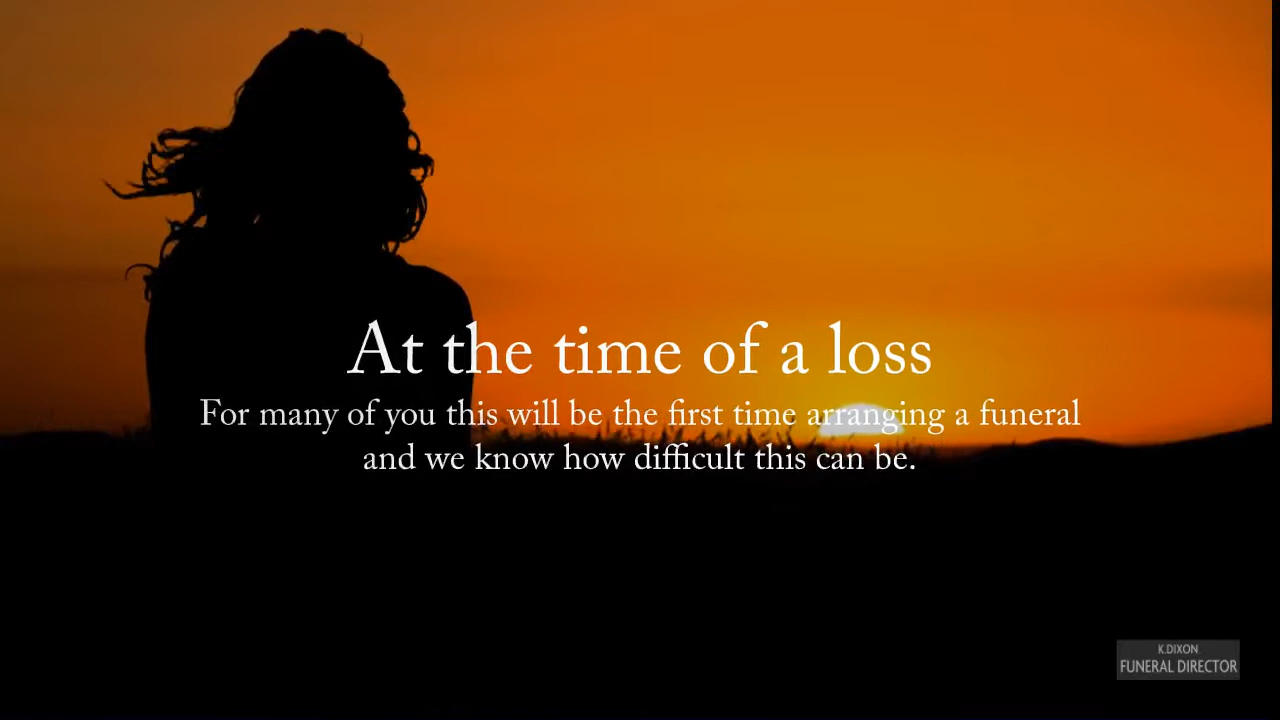 At the time of a loss
For many of you this will be the first time arranging a funeral
and we know how difficult this can be.
K.DIXON
FUNERAL DIRECTOR